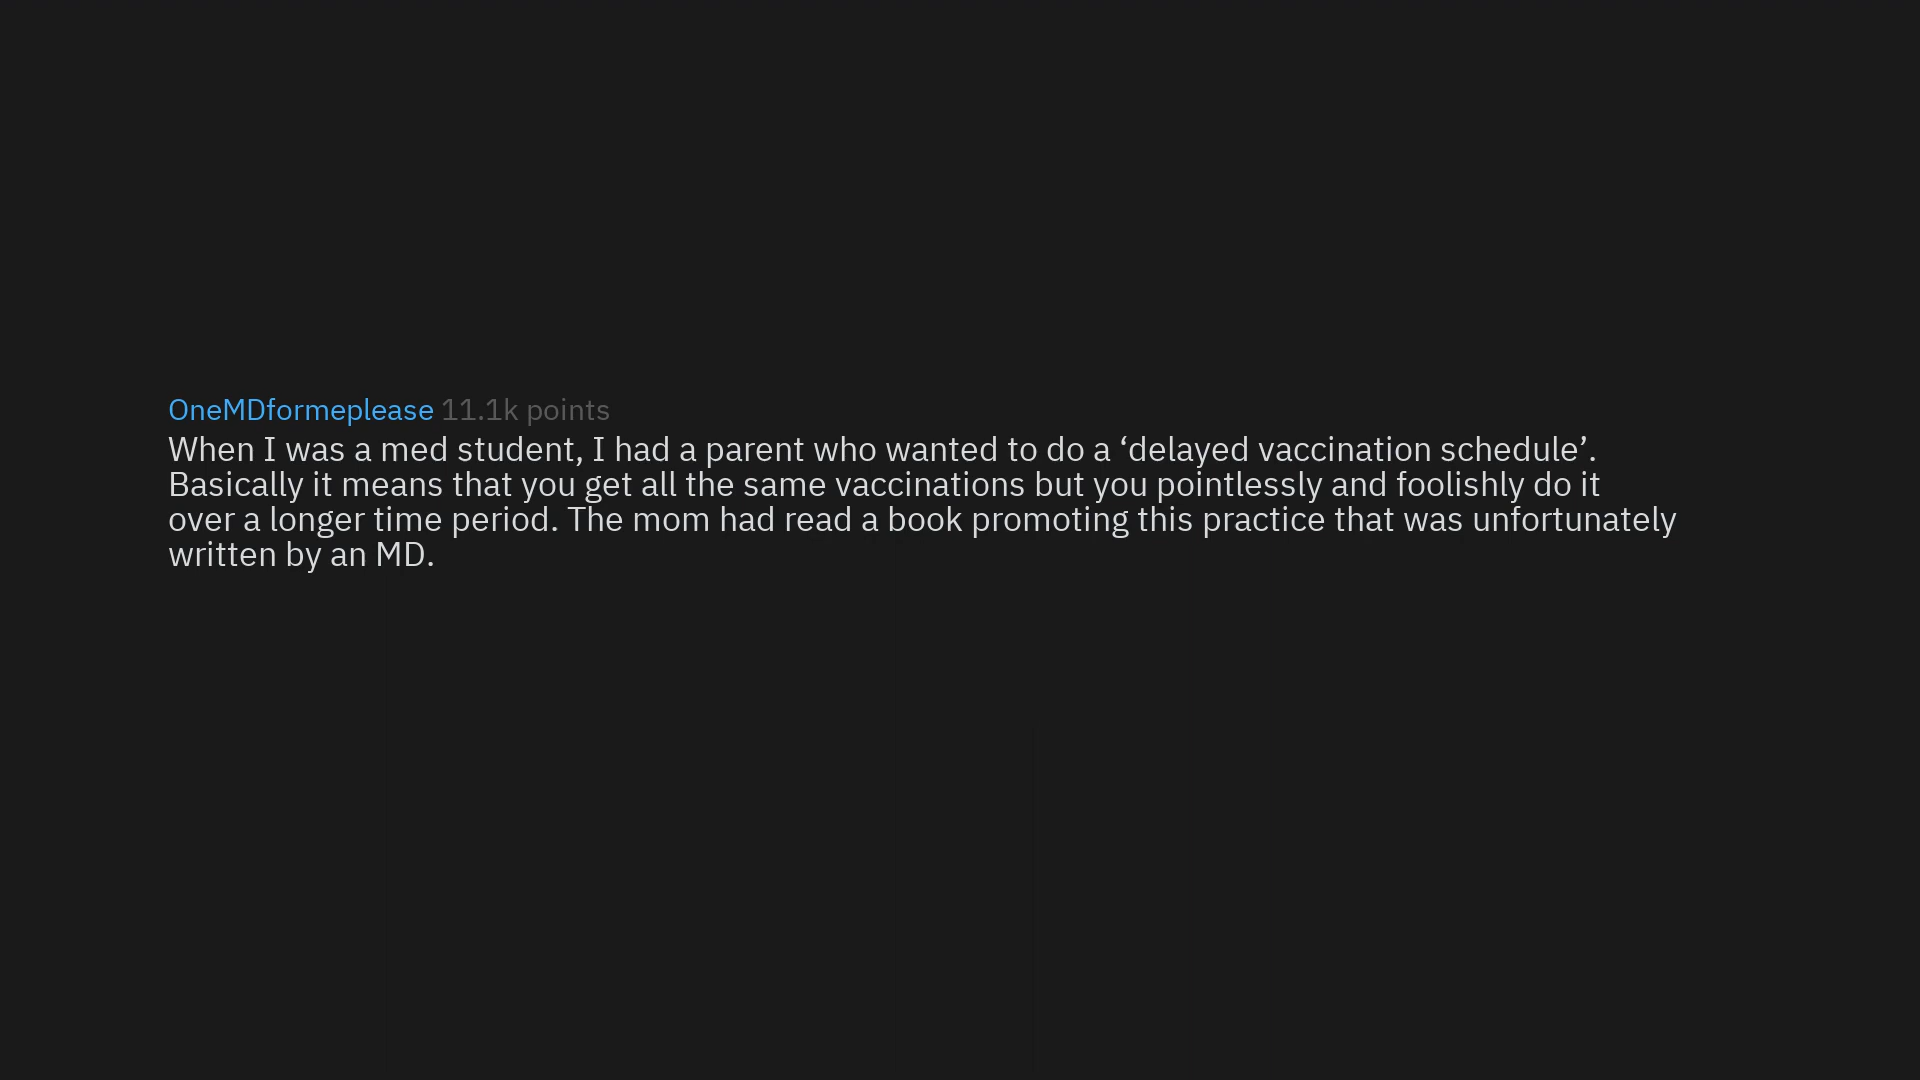 OneMDformeplease 11.1k points
When I was a med student, I had a parent who wanted to do a ‘delayed vaccination schedule’.
Basically it means that you get all the same vaccinations but you pointlessly and foolishly do it
over a longer time period. The mom had read a book promoting this practice that was unfortunately
written by an MD.